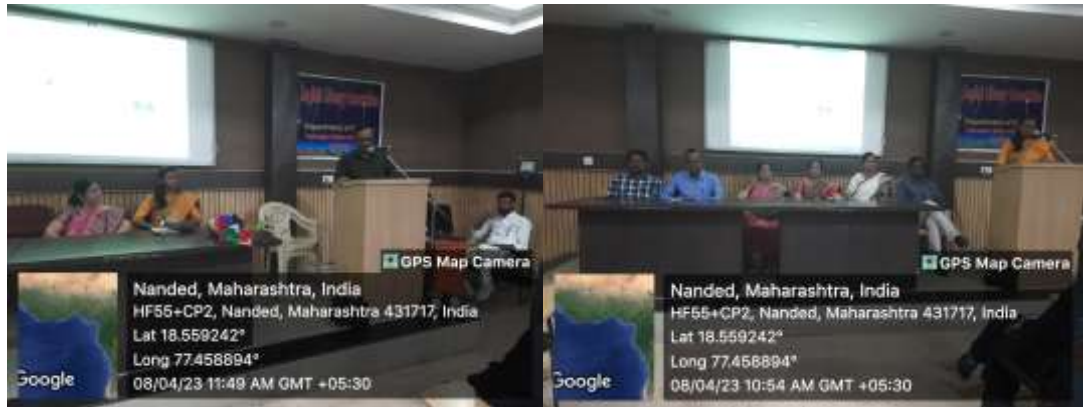 GPS Map Camera
Nanded, Maharashtra, India
HF55+CP2, Nanded, Maharashtra 431717, India
Lat 18.559242°
Long 77.458894°
08/04/23 11:49 AM GMT +05:30
Google
GPS Map Camera
Nanded, Maharashtra, India
HF55+CP2, Nanded, Maharashtra 431717, India
Lat 18.559242°
Long 77.458894°
08/04/23 10:54 AM GMT +05:30
Google